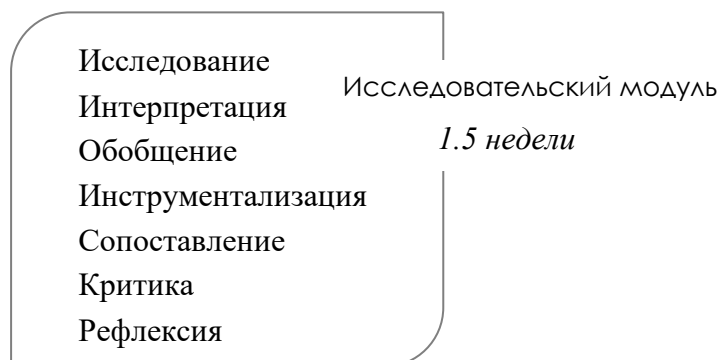 Исследование
Интерпретация
Обобщение
Инструментализация
Сопоставление
Критика
Рефлексия
Исследовательский модуль
1.5 недели